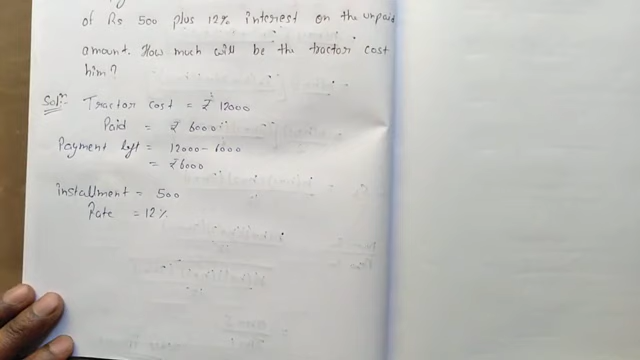 of Rs 500 plus 12% interest on the unpaid
amount. How much will be the tractor cost
him?
Solⁿ:- Tractor cost = ₹ 12000
Paid = ₹ 6000
Payment left = 12000 - 6000
= ₹6000
installment = 500
Rate = 12%